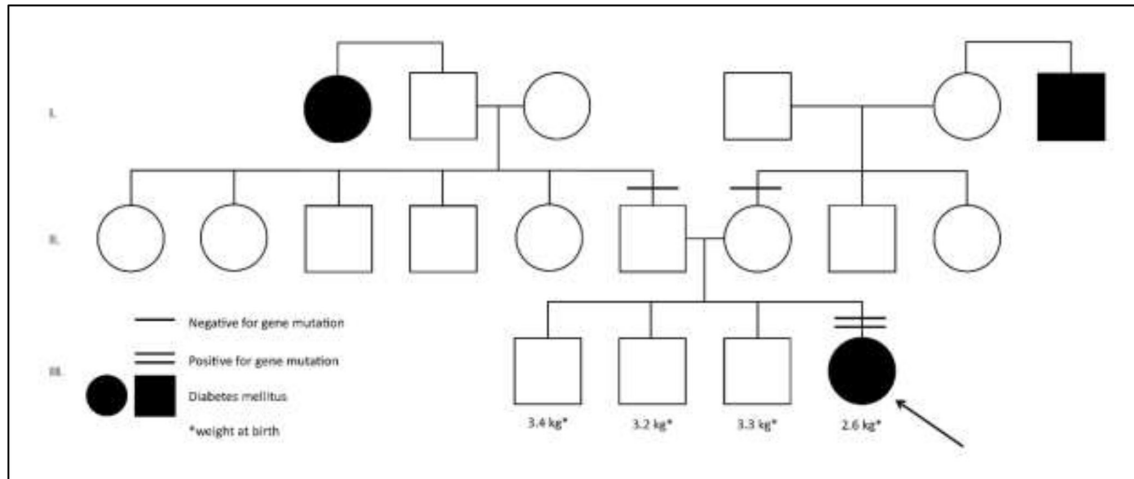 I.
II.
Negative for gene mutation
Positive for gene mutation
III.
Diabetes mellitus
*weight at birth
3.4 kg*
3.2 kg*
3.3 kg*
2.6 kg*